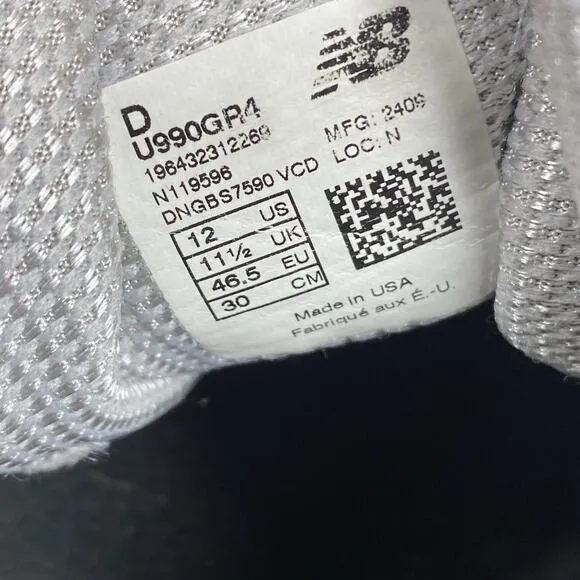 NB
D
U990GR4
196432312269
N119596
DNGBS7590 VCD
MFG: 2409
LOC: N
12 US
11½ UK
46.5 EU
30 CM
Made in USA
Fabriqué aux É.-U.